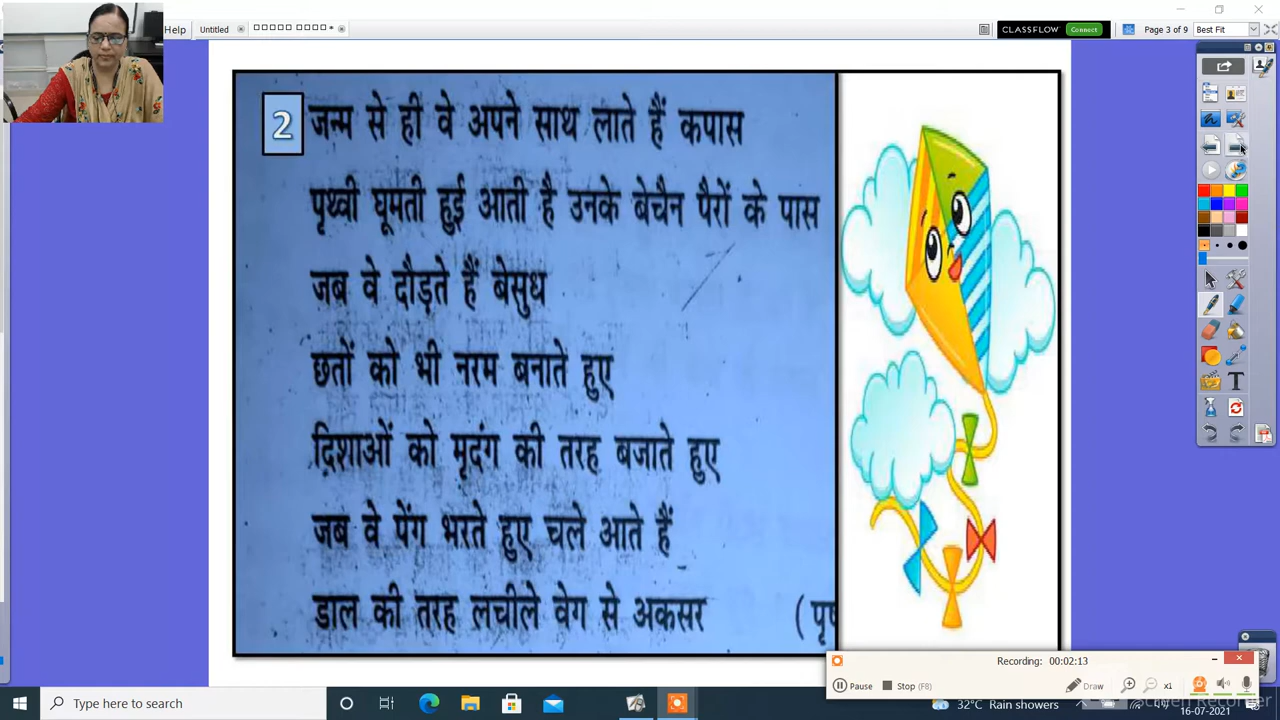 Help
Untitled
CLASSFLOW
Connect
Page 3 of 9
Best Fit
2
जन्म से ही वे अपने साथ लाते हैं कपास
पृथ्वी घूमती हुई आती है उनके बेचैन पैरों के पास
जब वे दौड़ते हैं बेसुध
छतों को भी नरम बनाते हुए
दिशाओं को मृदंग की तरह बजाते हुए
जब वे पेंग भरते हुए चले आते हैं
डाल की तरह लचीले वेग से अकसर
Recording: 00:02:13
Pause
Stop (F8)
x1
Draw
Type here to search
32°C Rain showers
16-07-2021